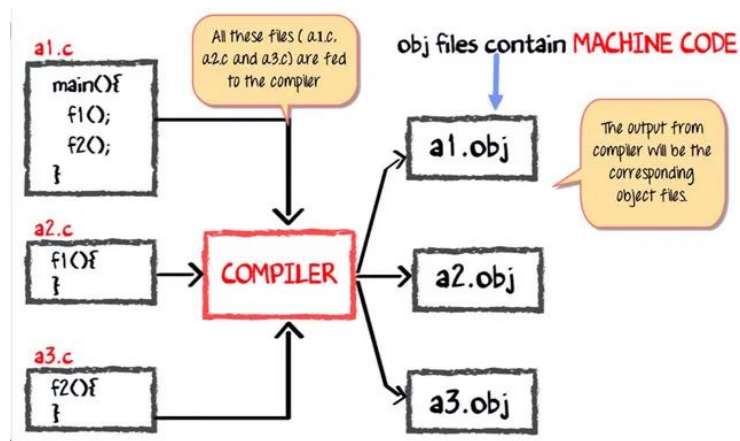 a1.c
main(){
f1();
f2();
}
All these files ( a1.c,
a2.c and a3.c) are fed
to the compiler
obj files contain MACHINE CODE
a1.obj
The output from
compiler will be the
corresponding
object files.
a2.c
f1(){
}
COMPILER
a2.obj
a3.c
f2(){
}
a3.obj